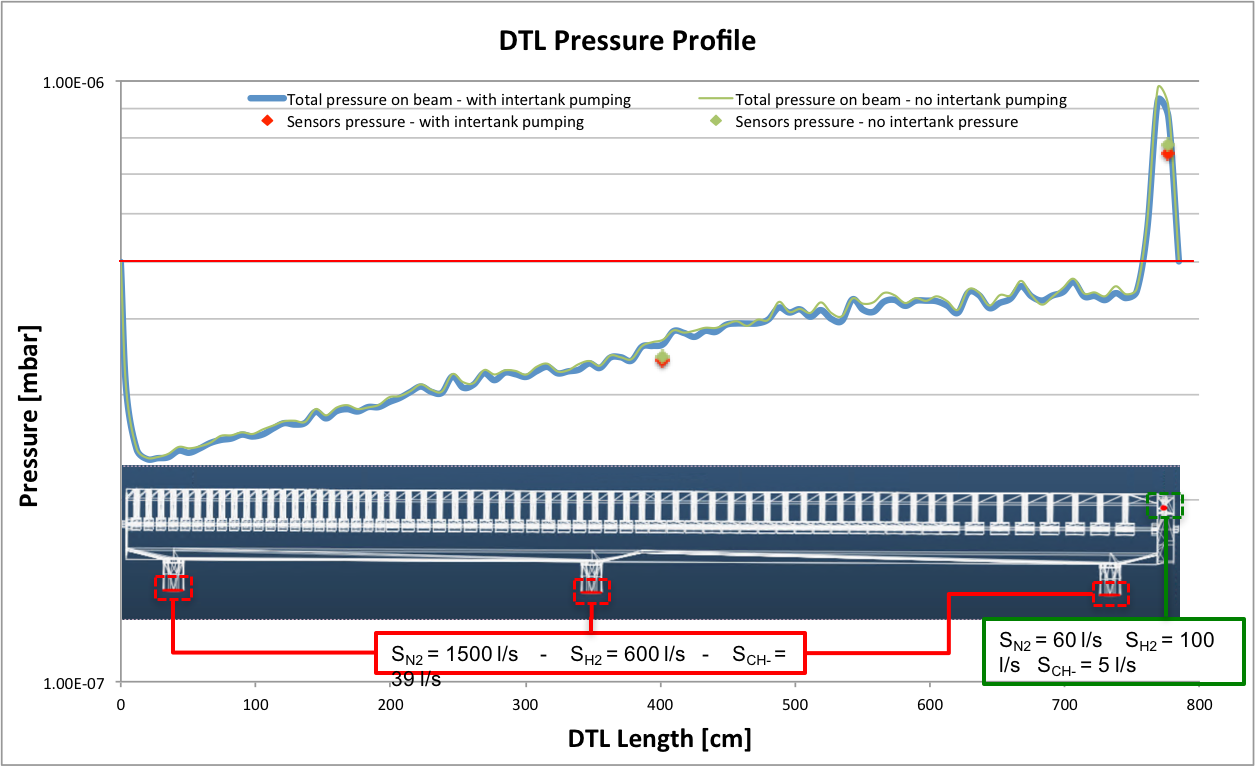 DTL Pressure Profile
1.00E-06
Total pressure on beam - with intertank pumping
Total pressure on beam - no intertank pumping
Sensors pressure - with intertank pumping
Sensors pressure - no intertank pressure
Pressure [mbar]
SN2 = 1500 l/s - SH2 = 600 l/s - SCH- =
39 l/s
SN2 = 60 l/s SH2 = 100
l/s SCH- = 5 l/s
1.00E-07
0 100 200 300 400 500 600 700 800
DTL Length [cm]